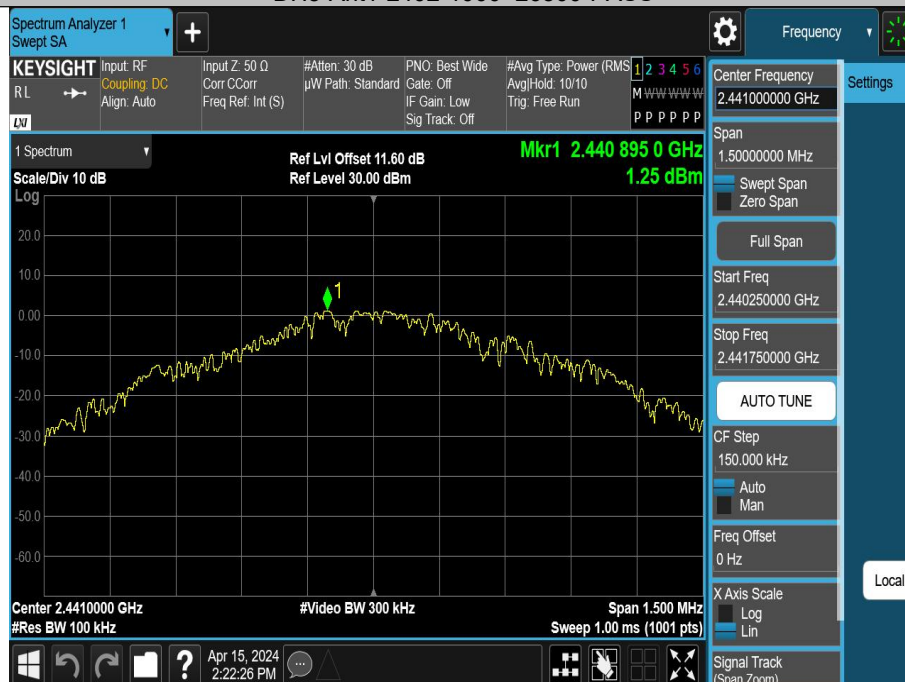 Spectrum Analyzer 1
Swept SA
+
Frequency
KEYSIGHT
RL
LXI
Input: RF
Coupling: DC
Align: Auto
Input Z: 50 Ω
Corr CCorr
Freq Ref: Int (S)
#Atten: 30 dB
µW Path: Standard
PNO: Best Wide
Gate: Off
IF Gain: Low
Sig Track: Off
#Avg Type: Power (RMS
Avg|Hold: 10/10
Trig: Free Run
1 2 3 4 5 6
M W W W W W
P P P P P P
1 Spectrum
Scale/Div 10 dB
Log
Ref Lvl Offset 11.60 dB
Ref Level 30.00 dBm
Mkr1 2.440 895 0 GHz
1.25 dBm
20.0
10.0
1
0.00
-10.0
-20.0
-30.0
-40.0
-50.0
-60.0
Center 2.4410000 GHz
#Res BW 100 kHz
#Video BW 300 kHz
Span 1.500 MHz
Sweep 1.00 ms (1001 pts)
Center Frequency
2.441000000 GHz
Settings
Span
1.50000000 MHz
Swept Span
Zero Span
Full Span
Start Freq
2.440250000 GHz
Stop Freq
2.441750000 GHz
AUTO TUNE
CF Step
150.000 kHz
Auto
Man
Freq Offset
0 Hz
X Axis Scale
Log
Lin
Local
Signal Track
(Span Zoom)
?
Apr 15, 2024
2:22:26 PM